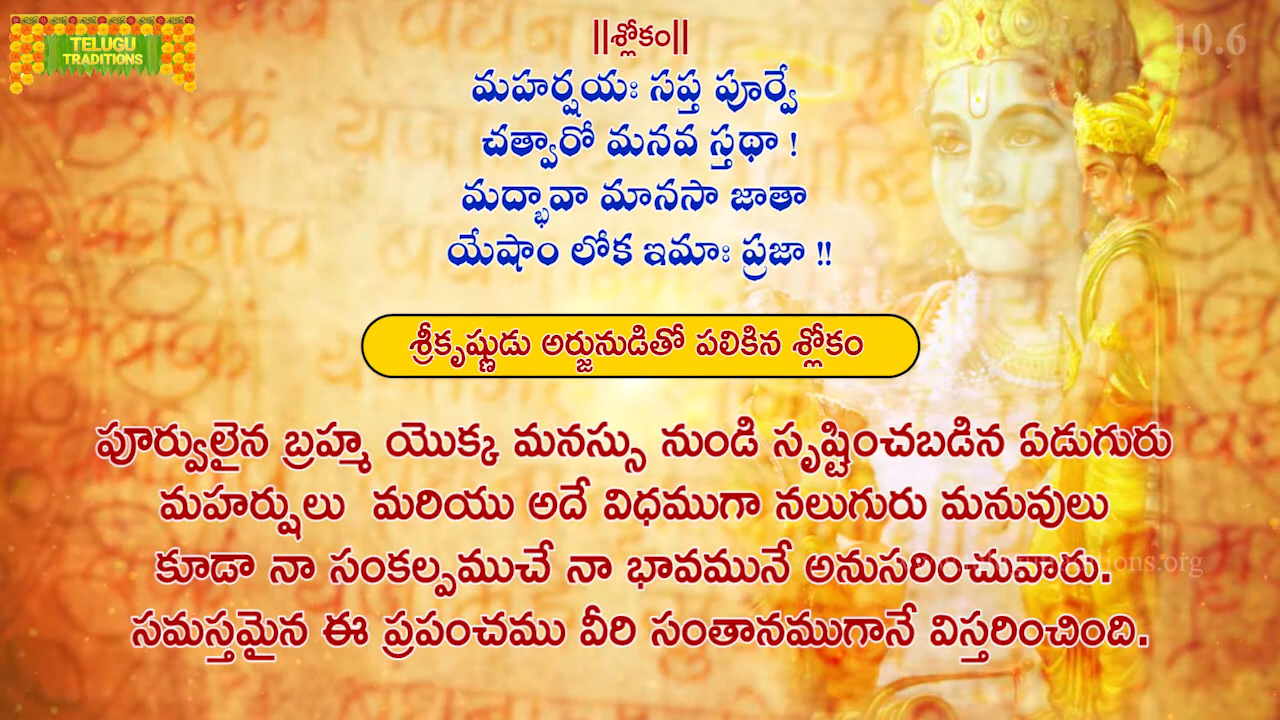 TELUGU
TRADITIONS
10.6
||శ్లోకం||
మహర్షయః సప్త పూర్వే
చత్వారో మనవ స్తథా !
మద్భావా మానసా జాతా
యేషాం లోక ఇమాః ప్రజా !!
శ్రీకృష్ణుడు అర్జునుడితో పలికిన శ్లోకం
పూర్వులైన బ్రహ్మ యొక్క మనస్సు నుండి సృష్టించబడిన ఏడుగురు
మహర్షులు మరియు అదే విధముగా నలుగురు మనువులు
కూడా నా సంకల్పముచే నా భావమునే అనుసరించువారు.
సమస్తమైన ఈ ప్రపంచము వీరి సంతానముగానే విస్తరించింది.